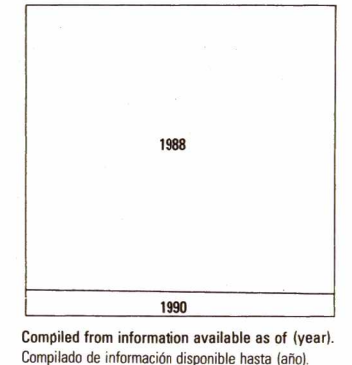 1988
1990
Compiled from information available as of (year).
Compilado de información disponible hasta (año).